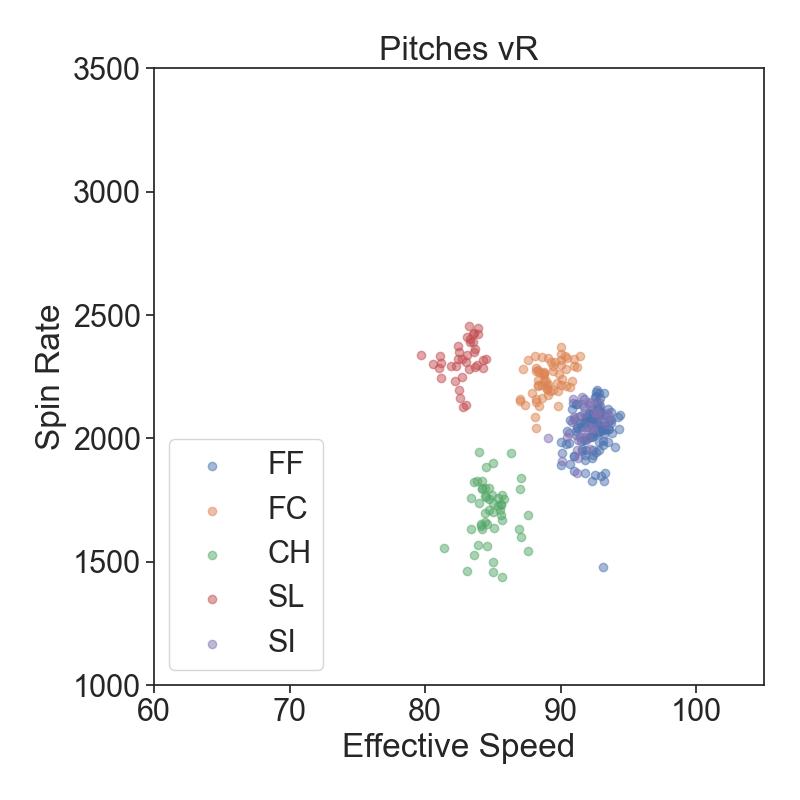 Pitches vR
3500
3000
2500
2000
1500
1000
Spin Rate
FF
FC
CH
SL
SI
60 70 80 90 100
Effective Speed